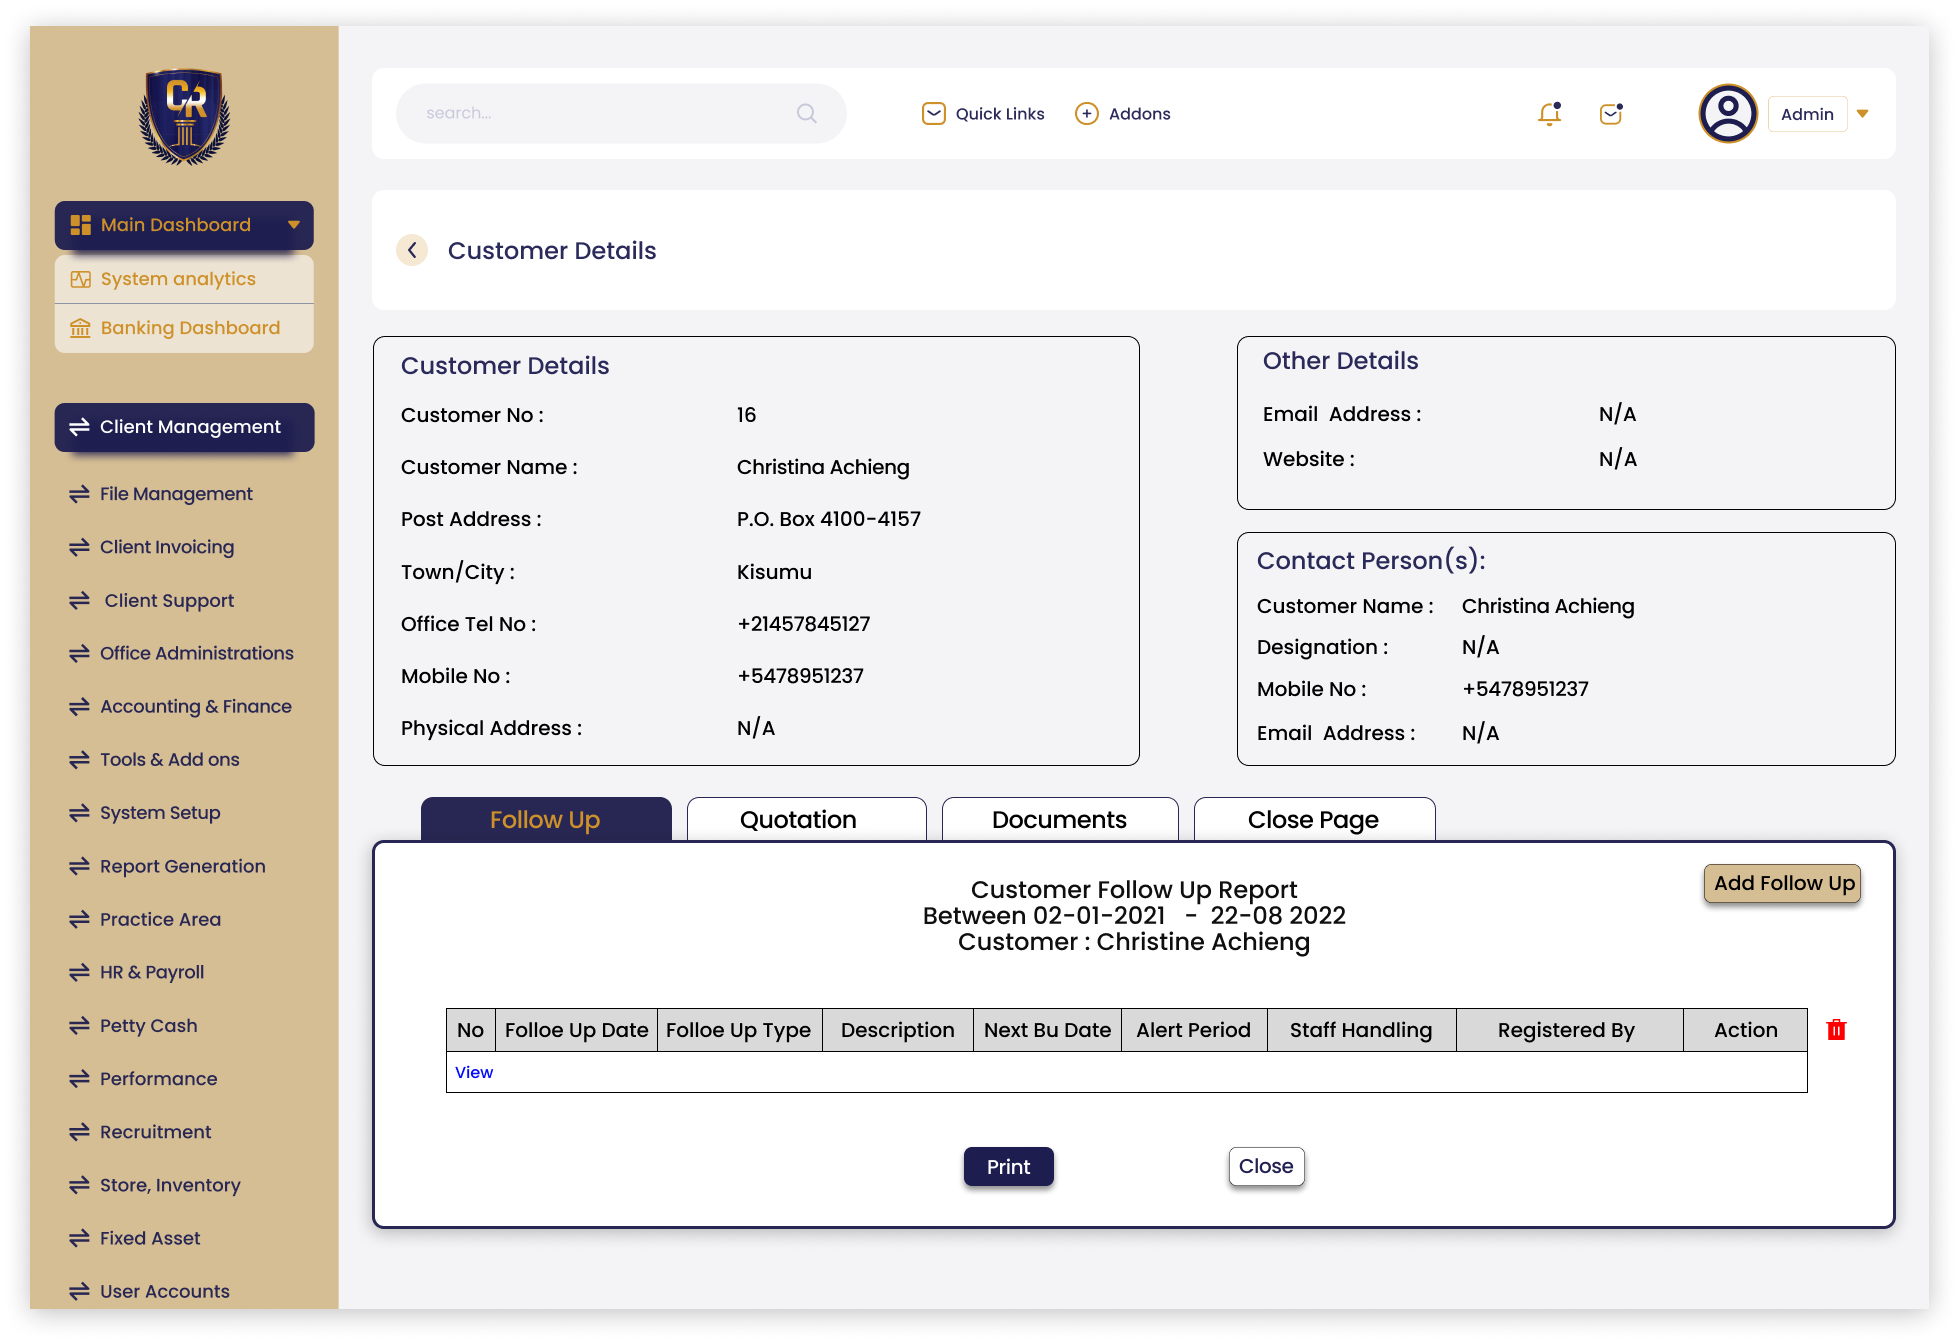 CR
Main Dashboard
System analytics
Banking Dashboard
Client Management
File Management
Client Invoicing
Client Support
Office Administrations
Accounting & Finance
Tools & Add ons
System Setup
Report Generation
Practice Area
HR & Payroll
Petty Cash
Performance
Recruitment
Store, Inventory
Fixed Asset
User Accounts
search...
Quick Links
Addons
Admin
Customer Details
Customer Details
Customer No : 16
Customer Name : Christina Achieng
Post Address : P.O. Box 4100-4157
Town/City : Kisumu
Office Tel No : +21457845127
Mobile No : +5478951237
Physical Address : N/A
Other Details
Email Address : N/A
Website : N/A
Contact Person(s):
Customer Name : Christina Achieng
Designation : N/A
Mobile No : +5478951237
Email Address : N/A
Follow Up
Quotation
Documents
Close Page
Add Follow Up
Customer Follow Up Report
Between 02-01-2021 - 22-08 2022
Customer : Christine Achieng
No Folloe Up Date Folloe Up Type Description Next Bu Date Alert Period Staff Handling Registered By Action
View
Print
Close